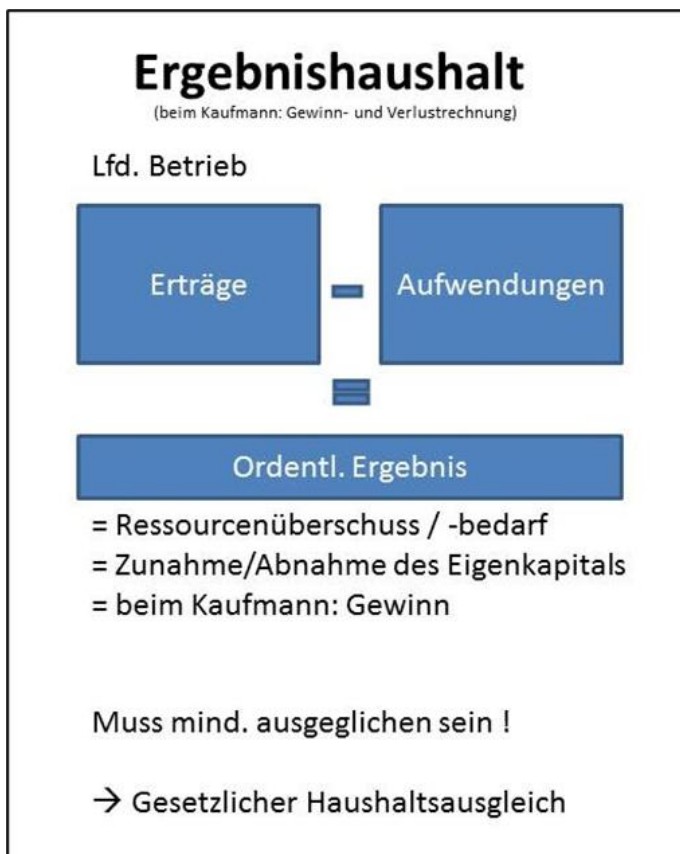 Ergebnishaushalt
(beim Kaufmann: Gewinn- und Verlustrechnung)
Lfd. Betrieb
Erträge - Aufwendungen
=
Ordentl. Ergebnis
= Ressourcenüberschuss / -bedarf
= Zunahme/Abnahme des Eigenkapitals
= beim Kaufmann: Gewinn
Muss mind. ausgeglichen sein !
→ Gesetzlicher Haushaltsausgleich